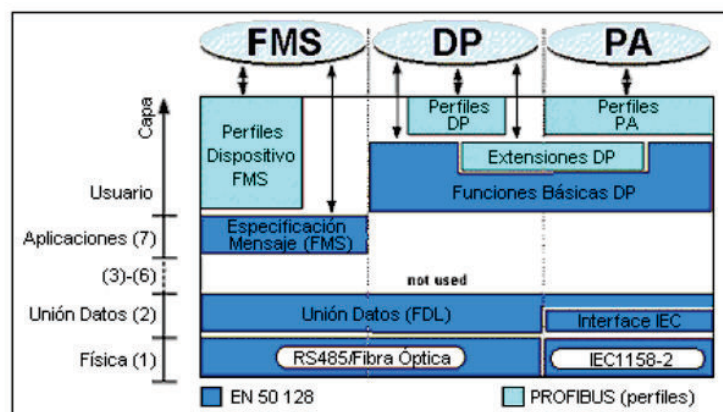 FMS
DP
PA
Capa
Perfiles
Dispositivo
FMS
Perfiles
DP
Perfiles
PA
Extensiones DP
Usuario
Funciones Básicas DP
Aplicaciones (7)
Especificación
Mensaje (FMS)
(3)-(6)
not used
Unión Datos (2)
Unión Datos (FDL)
Interface IEC
Física (1)
RS485/Fibra Óptica
IEC1158-2
EN 50 128
PROFIBUS (perfiles)